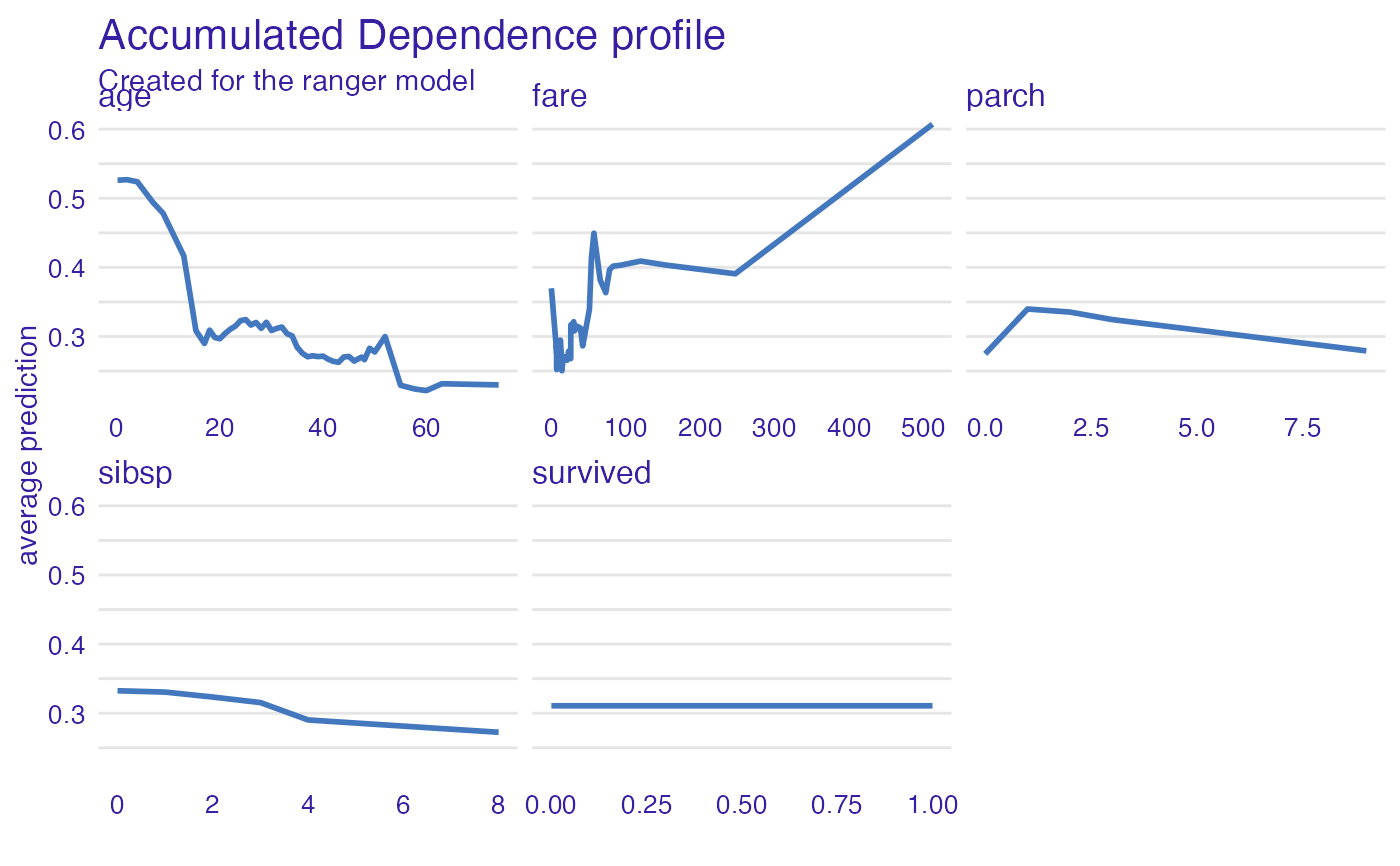 Accumulated Dependence profile
Created for the ranger model
age
fare
parch
0.6
0.5
0.4
0.3
0 20 40 60
0 100 200 300 400 500
0.0 2.5 5.0 7.5
average prediction
sibsp
survived
0.6
0.5
0.4
0.3
0 2 4 6 8
0.00 0.25 0.50 0.75 1.00